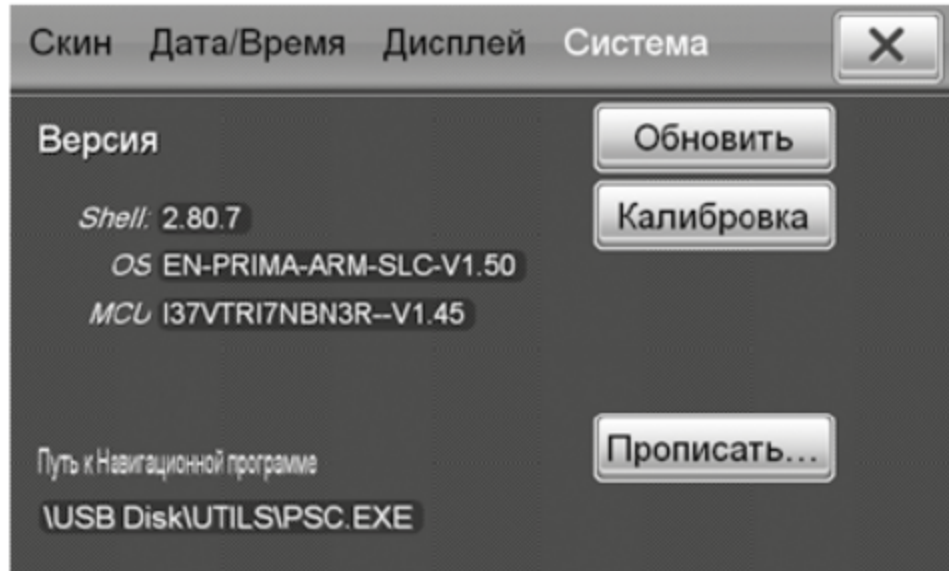 Скин Дата/Время Дисплей Система
Версия
Обновить
Shell: 2.80.7
Калибровка
OS EN-PRIMA-ARM-SLC-V1.50
MCU I37VTRI7NBN3R--V1.45
Прописать...
Путь к Навигационной программе
\USB Disk\UTILS\PSC.EXE